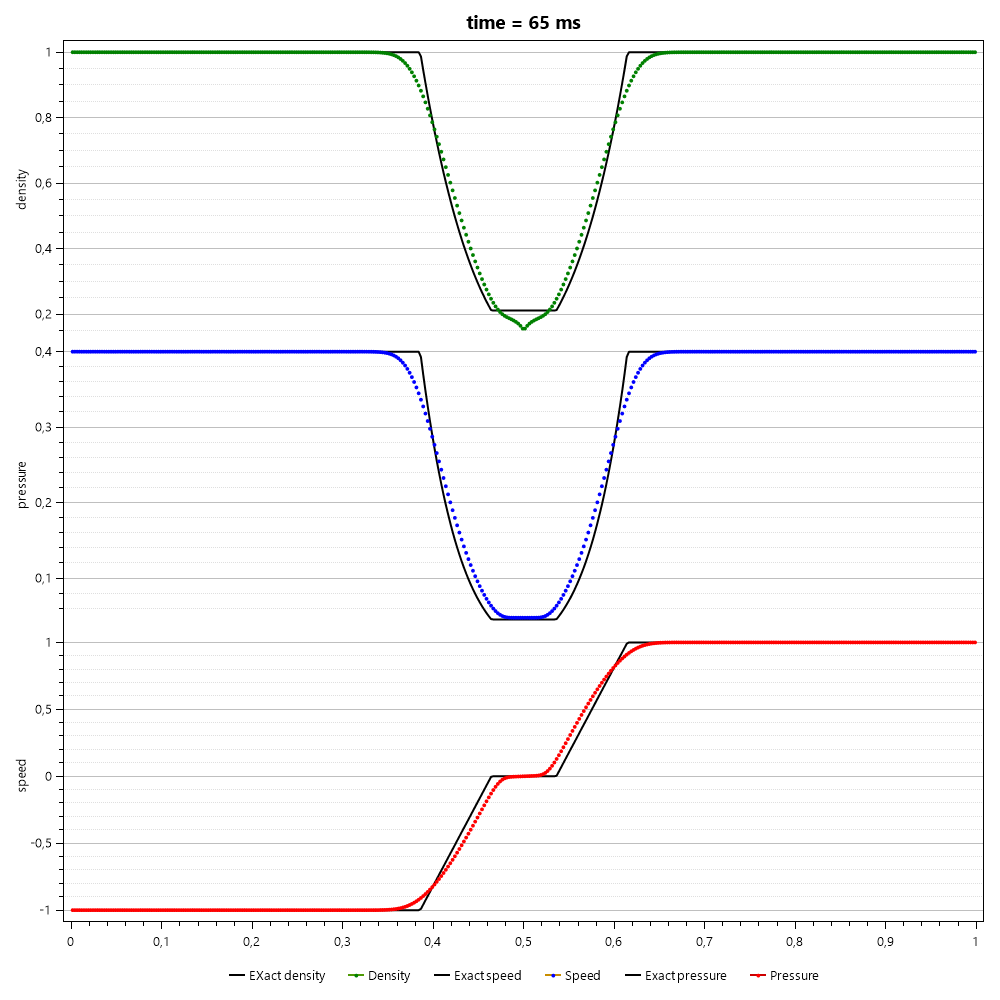 time = 65 ms
density
1
0,8
0,6
0,4
0,2
pressure
0,4
0,3
0,2
0,1
speed
1
0,5
0
-0,5
-1
0 0,1 0,2 0,3 0,4 0,5 0,6 0,7 0,8 0,9 1
EXact density Density Exact speed Speed Exact pressure Pressure